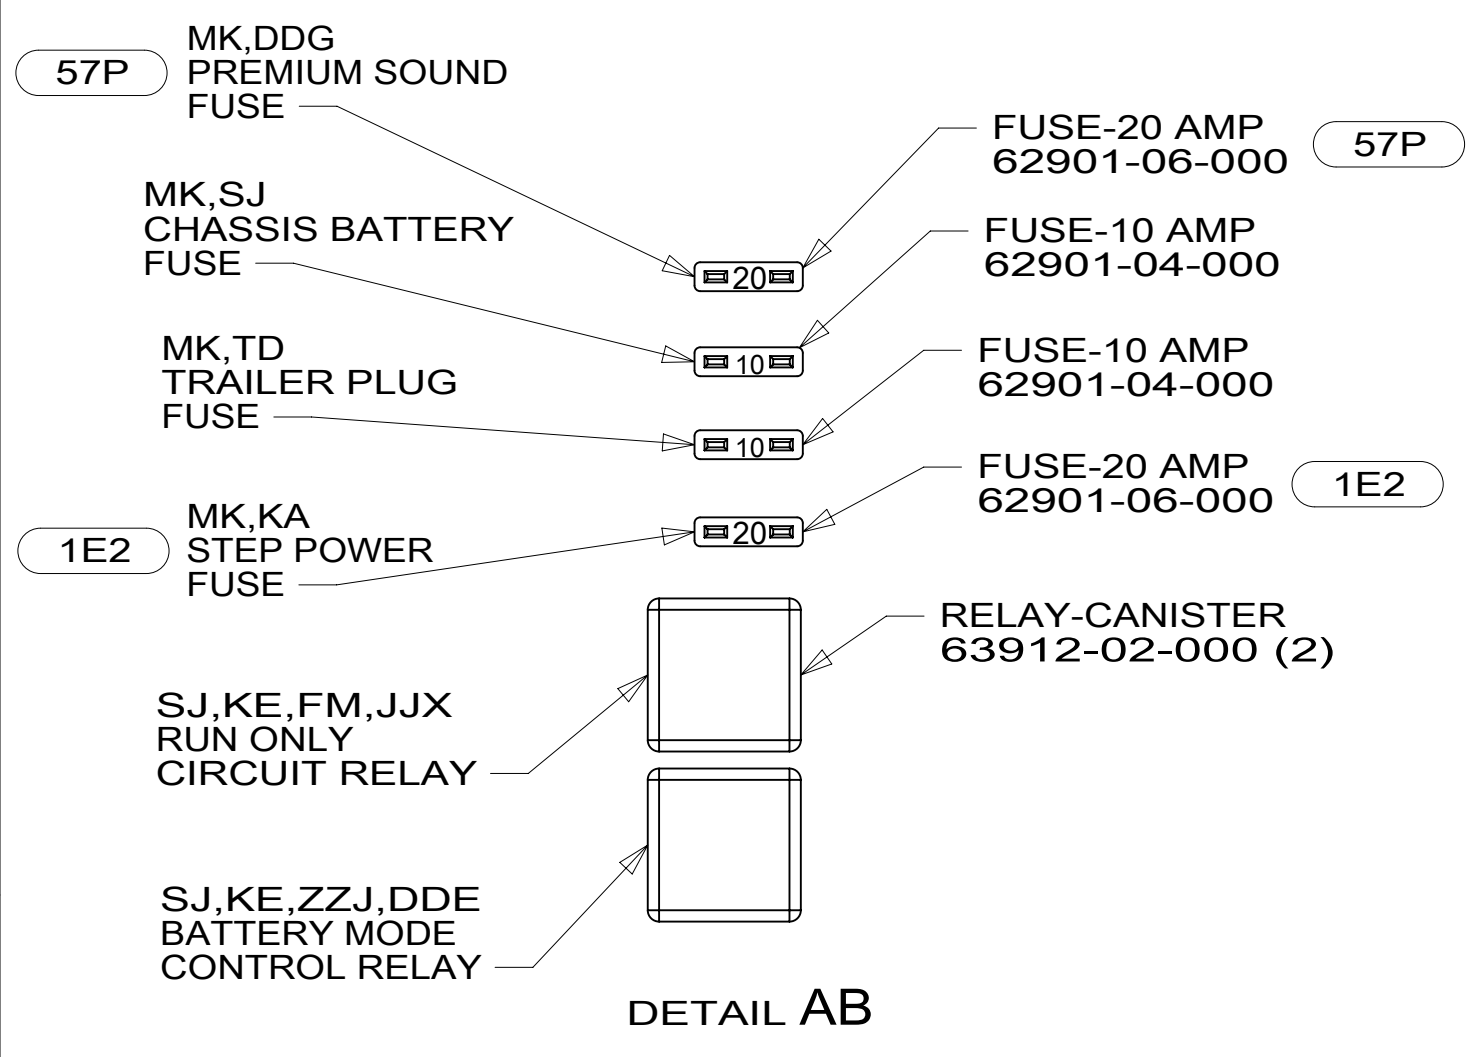 57P
MK,DDG
PREMIUM SOUND
FUSE
MK,SJ
CHASSIS BATTERY
FUSE
MK,TD
TRAILER PLUG
FUSE
1E2
MK,KA
STEP POWER
FUSE
SJ,KE,FM,JJX
RUN ONLY
CIRCUIT RELAY
SJ,KE,ZZJ,DDE
BATTERY MODE
CONTROL RELAY
20
10
10
20
FUSE-20 AMP
62901-06-000
57P
FUSE-10 AMP
62901-04-000
FUSE-10 AMP
62901-04-000
FUSE-20 AMP
62901-06-000
1E2
RELAY-CANISTER
63912-02-000 (2)
DETAIL AB